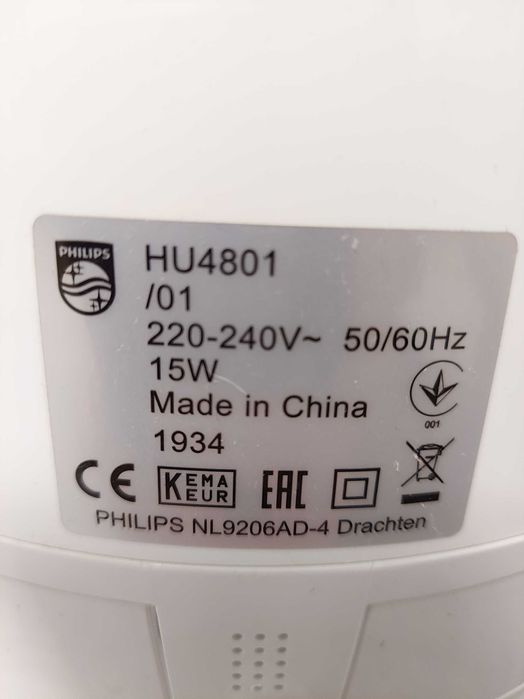 PHILIPS
HU4801
/01
220-240V~ 50/60Hz
15W
Made in China
001
1934
CE KEMA KEUR EAC
PHILIPS NL9206AD-4 Drachten